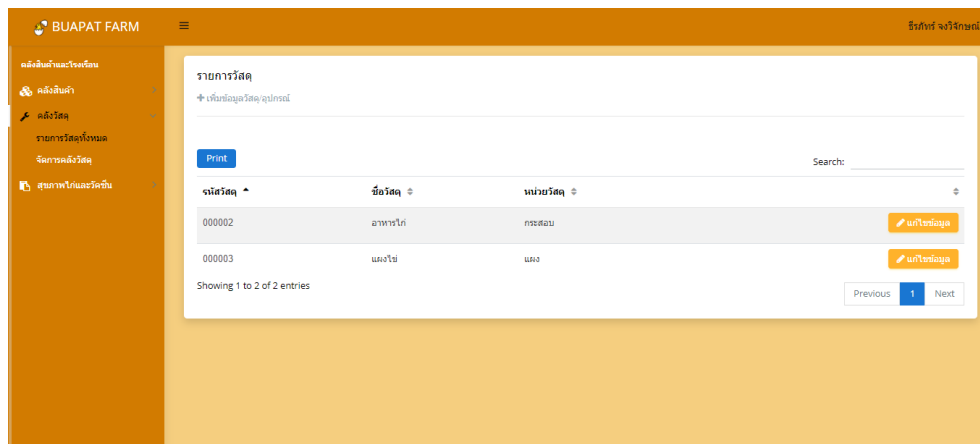 BUAPAT FARM
ธีรภัทร์ จงวิจักษณ์
คลังสินค้าและโรงเรือน
คลังสินค้า
คลังวัสดุ
รายการวัสดุทั้งหมด
จัดการคลังวัสดุ
สุขภาพไก่และวัคซีน
รายการวัสดุ
เพิ่มข้อมูลวัสดุ/อุปกรณ์
Print
Search:
รหัสวัสดุ ชื่อวัสดุ หน่วยวัสดุ
000002 อาหารไก่ กระสอบ แก้ไขข้อมูล
000003 แผงไข่ แผง แก้ไขข้อมูล
Showing 1 to 2 of 2 entries
Previous 1 Next